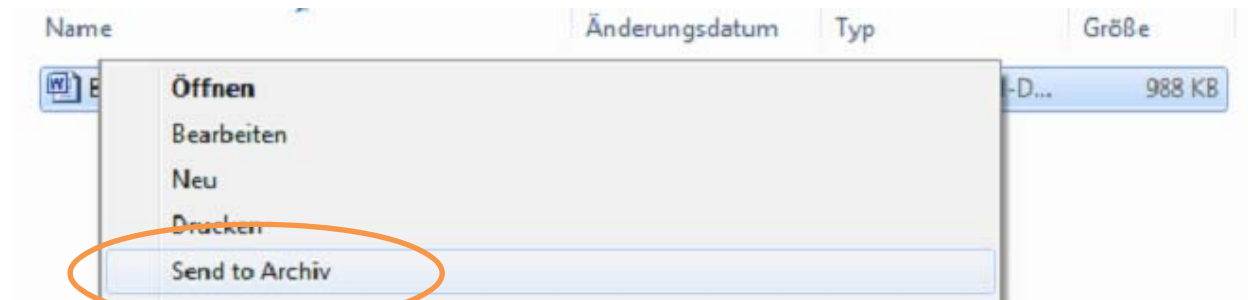 Name Änderungsdatum Typ Größe
Öffnen -D... 988 KB
Bearbeiten
Neu
Drucken
Send to Archiv